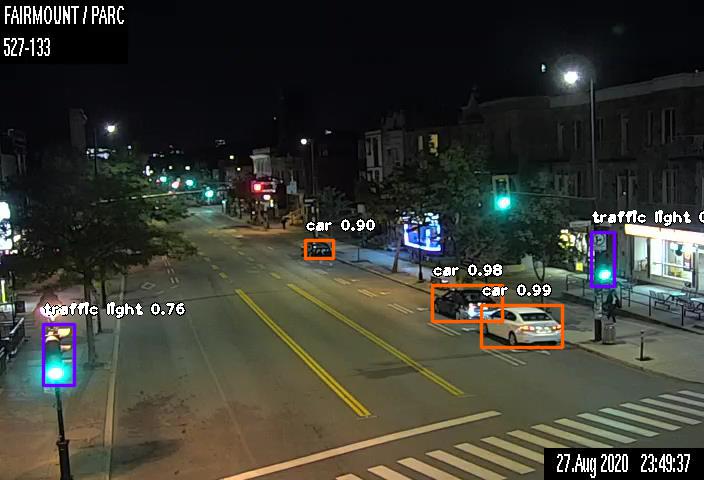 FAIRMOUNT / PARC
527-133
car 0.90
traffic light 0
car 0.98
car 0.99
traffic light 0.76
27.Aug 2020 23:49:37